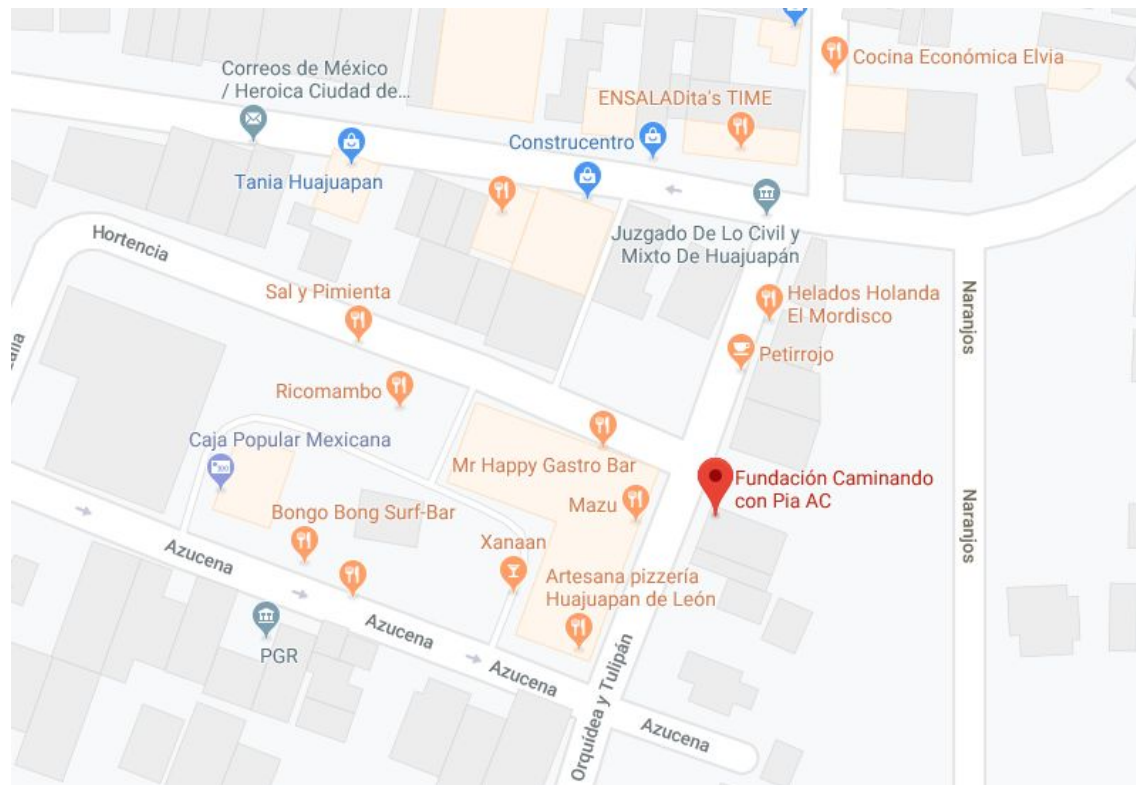 Cocina Económica Elvia
Correos de México
/ Heroica Ciudad de...
ENSALADita's TIME
Construcentro
Tania Huajuapan
Juzgado De Lo Civil y
Mixto De Huajuapán
Hortencia
Sal y Pimienta
Helados Holanda
El Mordisco
Naranjos
Petirrojo
Ricomambo
Caja Popular Mexicana
Mr Happy Gastro Bar
Fundación Caminando
con Pia AC
Mazu
Bongo Bong Surf-Bar
Naranjos
Xanaan
Azucena
Artesana pizzería
Huajuapan de León
Azucena
PGR
Azucena
Orquídea y Tulipán
Azucena